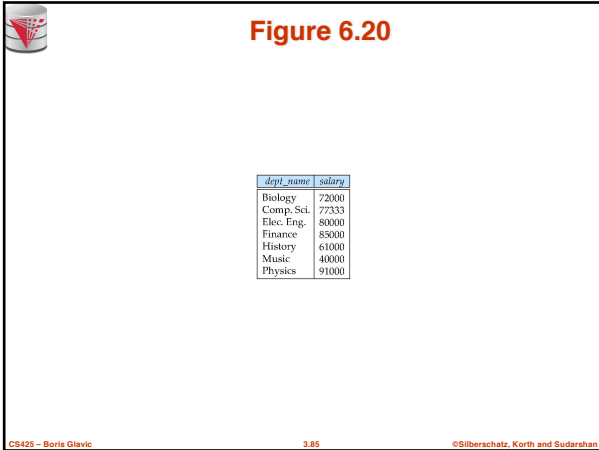 Figure 6.20
dept_name salary
Biology 72000
Comp. Sci. 77333
Elec. Eng. 80000
Finance 85000
History 61000
Music 40000
Physics 91000
CS425 – Boris Glavic 3.85 ©Silberschatz, Korth and Sudarshan